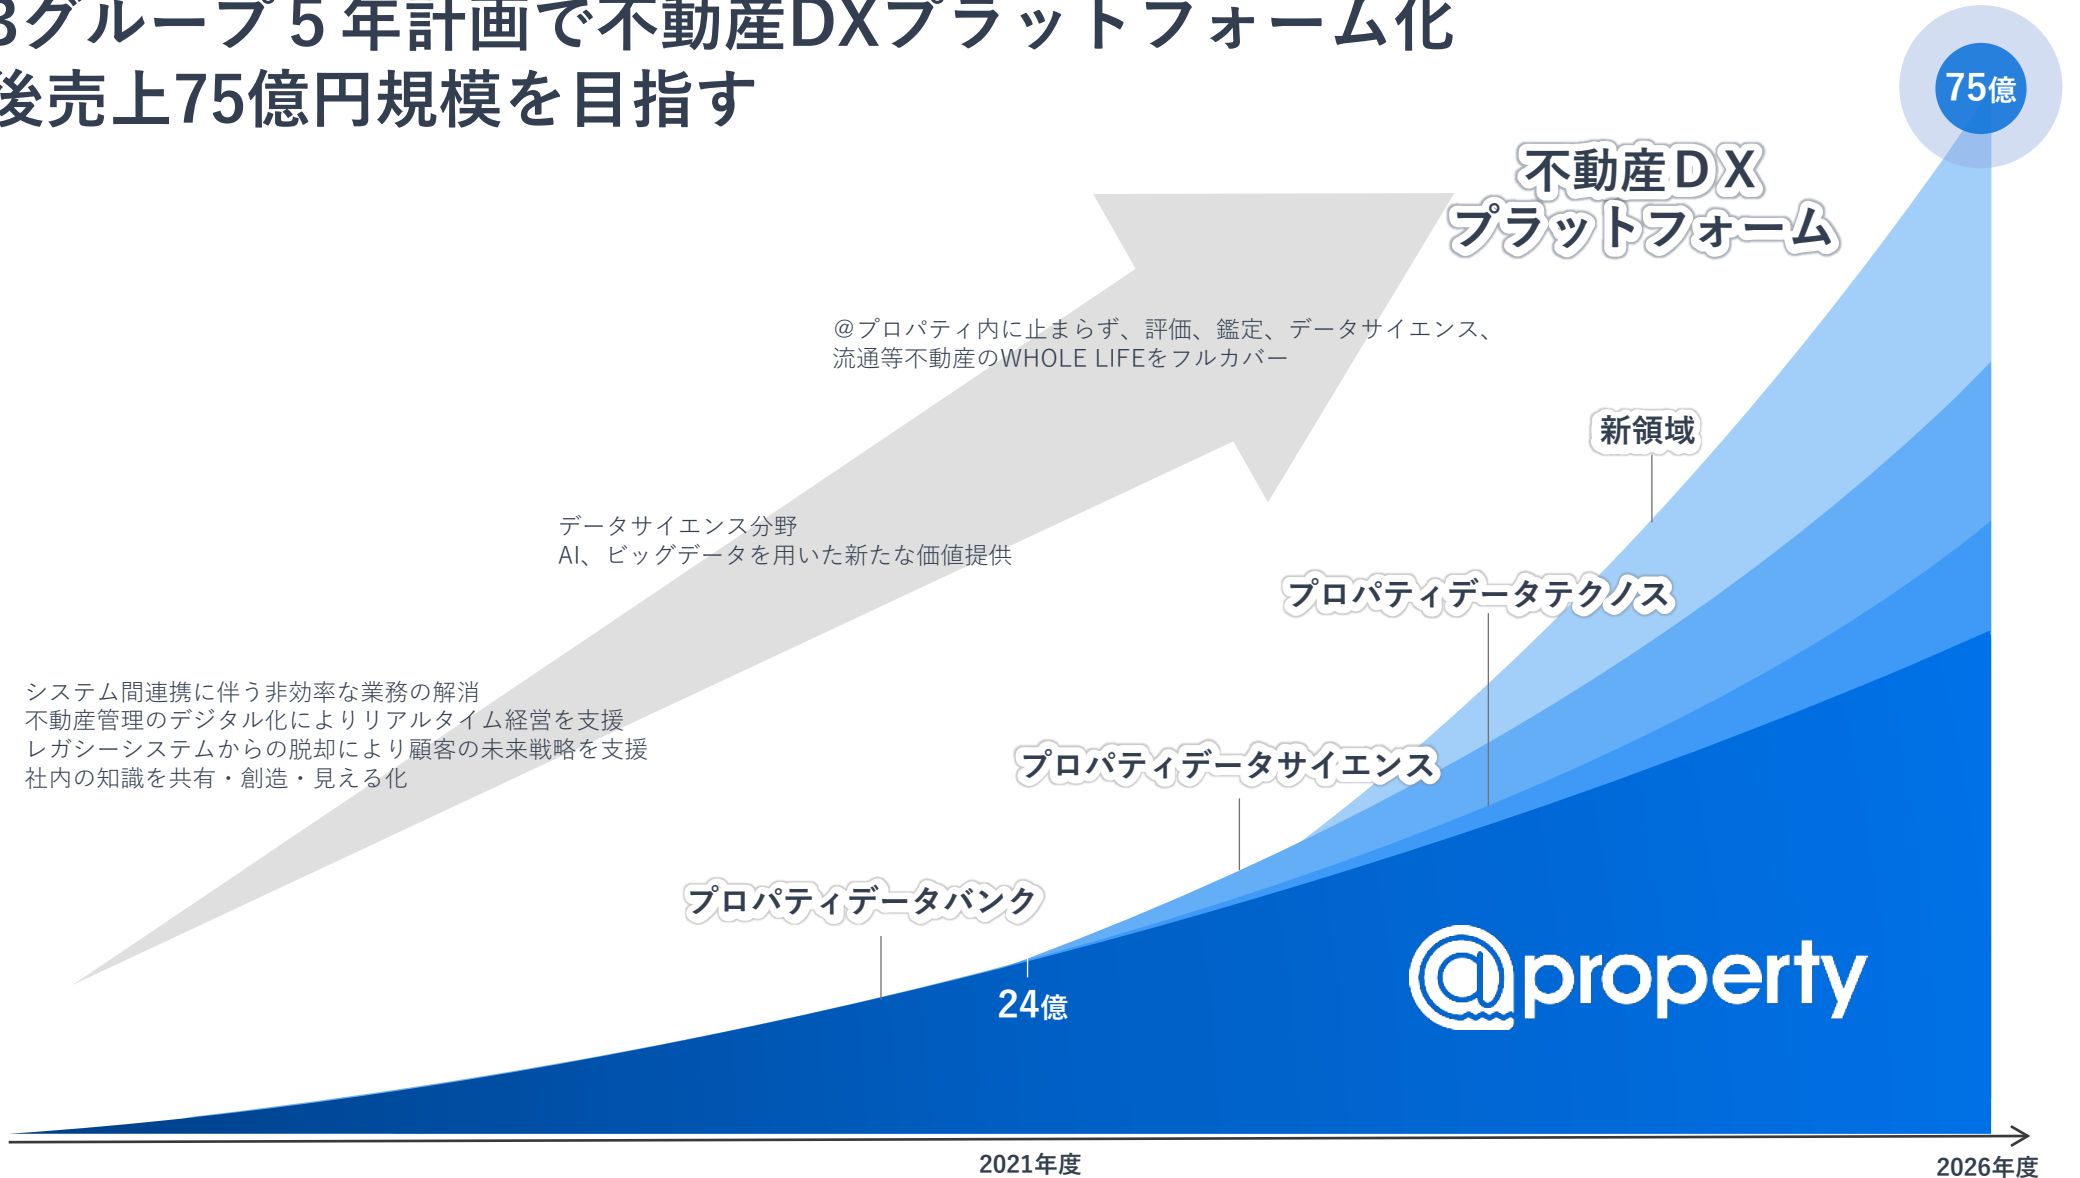 グループ５年計画で不動産DXプラットフォーム化
後売上75億円規模を目指す
75億
不動産ＤＸ
プラットフォーム
＠プロパティ内に止まらず、評価、鑑定、データサイエンス、
流通等不動産のWHOLE LIFEをフルカバー
新領域
データサイエンス分野
AI、ビッグデータを用いた新たな価値提供
プロパティデータテクノス
システム間連携に伴う非効率な業務の解消
不動産管理のデジタル化によりリアルタイム経営を支援
レガシーシステムからの脱却により顧客の未来戦略を支援
社内の知識を共有・創造・見える化
プロパティデータサイエンス
プロパティデータバンク
24億
@property
2021年度
2026年度